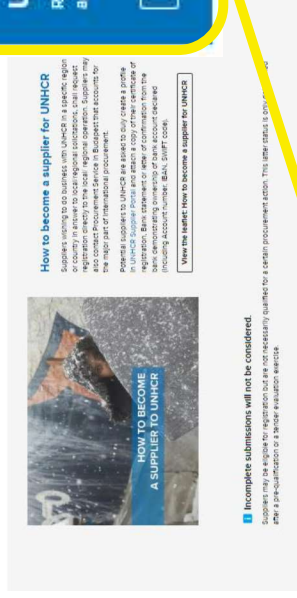 How to become a supplier for UNHCR
Suppliers wishing to do business with UNHCR in a specific region
or country in answer to local/regional solicitations, shall request
registration directly to the local/regional operation. Suppliers may
also contact Procurement Service in Budapest that accounts for
the major part of international procurement.
Potential suppliers to UNHCR are asked to duly create a profile
in UNHCR Supplier Portal and attach a copy of their certificate of
registration, Bank statement or letter of confirmation from the
bank demonstrating ownership of bank account declared
(including Account number, IBAN, SWIFT code).
View the leaflet: How to become a supplier for UNHCR
HOW TO BECOME
A SUPPLIER TO UNHCR
Incomplete submissions will not be considered.
Suppliers may be eligible for registration but are not necessarily qualified for a certain procurement action. This latter status is only
after a pre-qualification or a tender evaluation exercise.